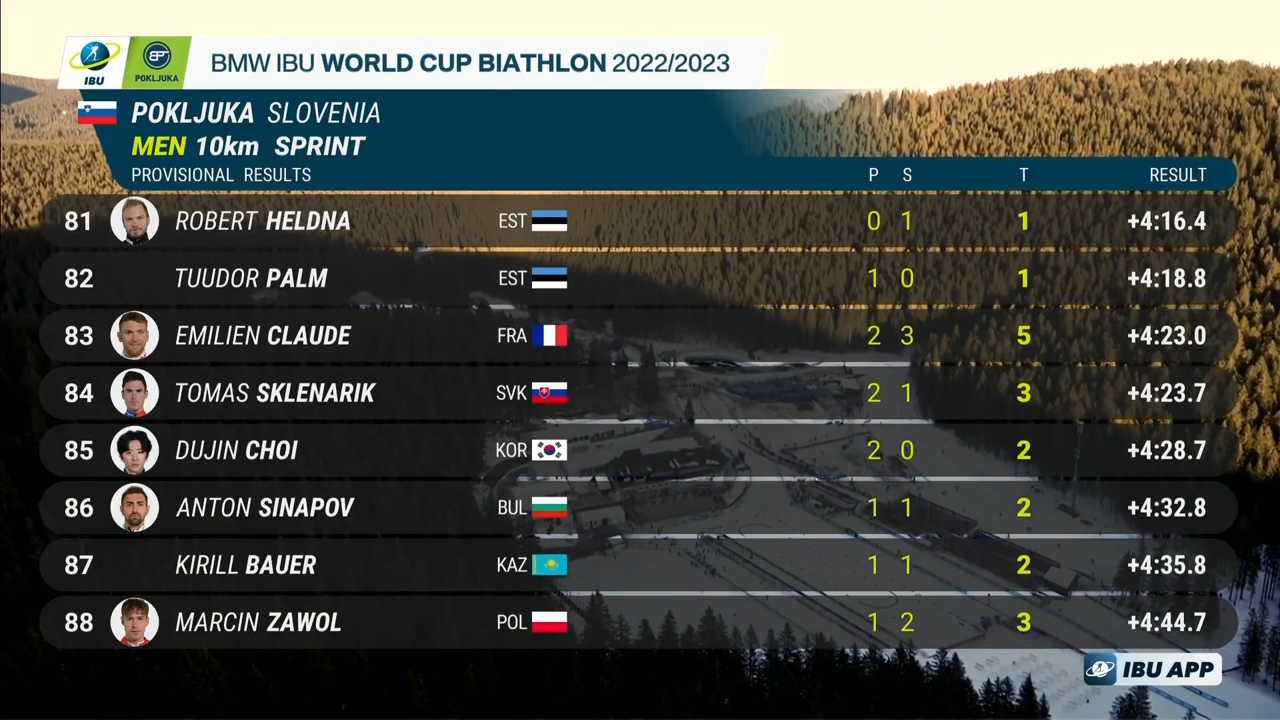 IBU
POKLJUKA
BMW IBU WORLD CUP BIATHLON 2022/2023
POKLJUKA SLOVENIA
MEN 10km SPRINT
PROVISIONAL RESULTS P S T RESULT
81 ROBERT HELDNA EST 0 1 1 +4:16.4
82 TUUDOR PALM EST 1 0 1 +4:18.8
83 EMILIEN CLAUDE FRA 2 3 5 +4:23.0
84 TOMAS SKLENARIK SVK 2 1 3 +4:23.7
85 DUJIN CHOI KOR 2 0 2 +4:28.7
86 ANTON SINAPOV BUL 1 1 2 +4:32.8
87 KIRILL BAUER KAZ 1 1 2 +4:35.8
88 MARCIN ZAWOL POL 1 2 3 +4:44.7
IBU APP